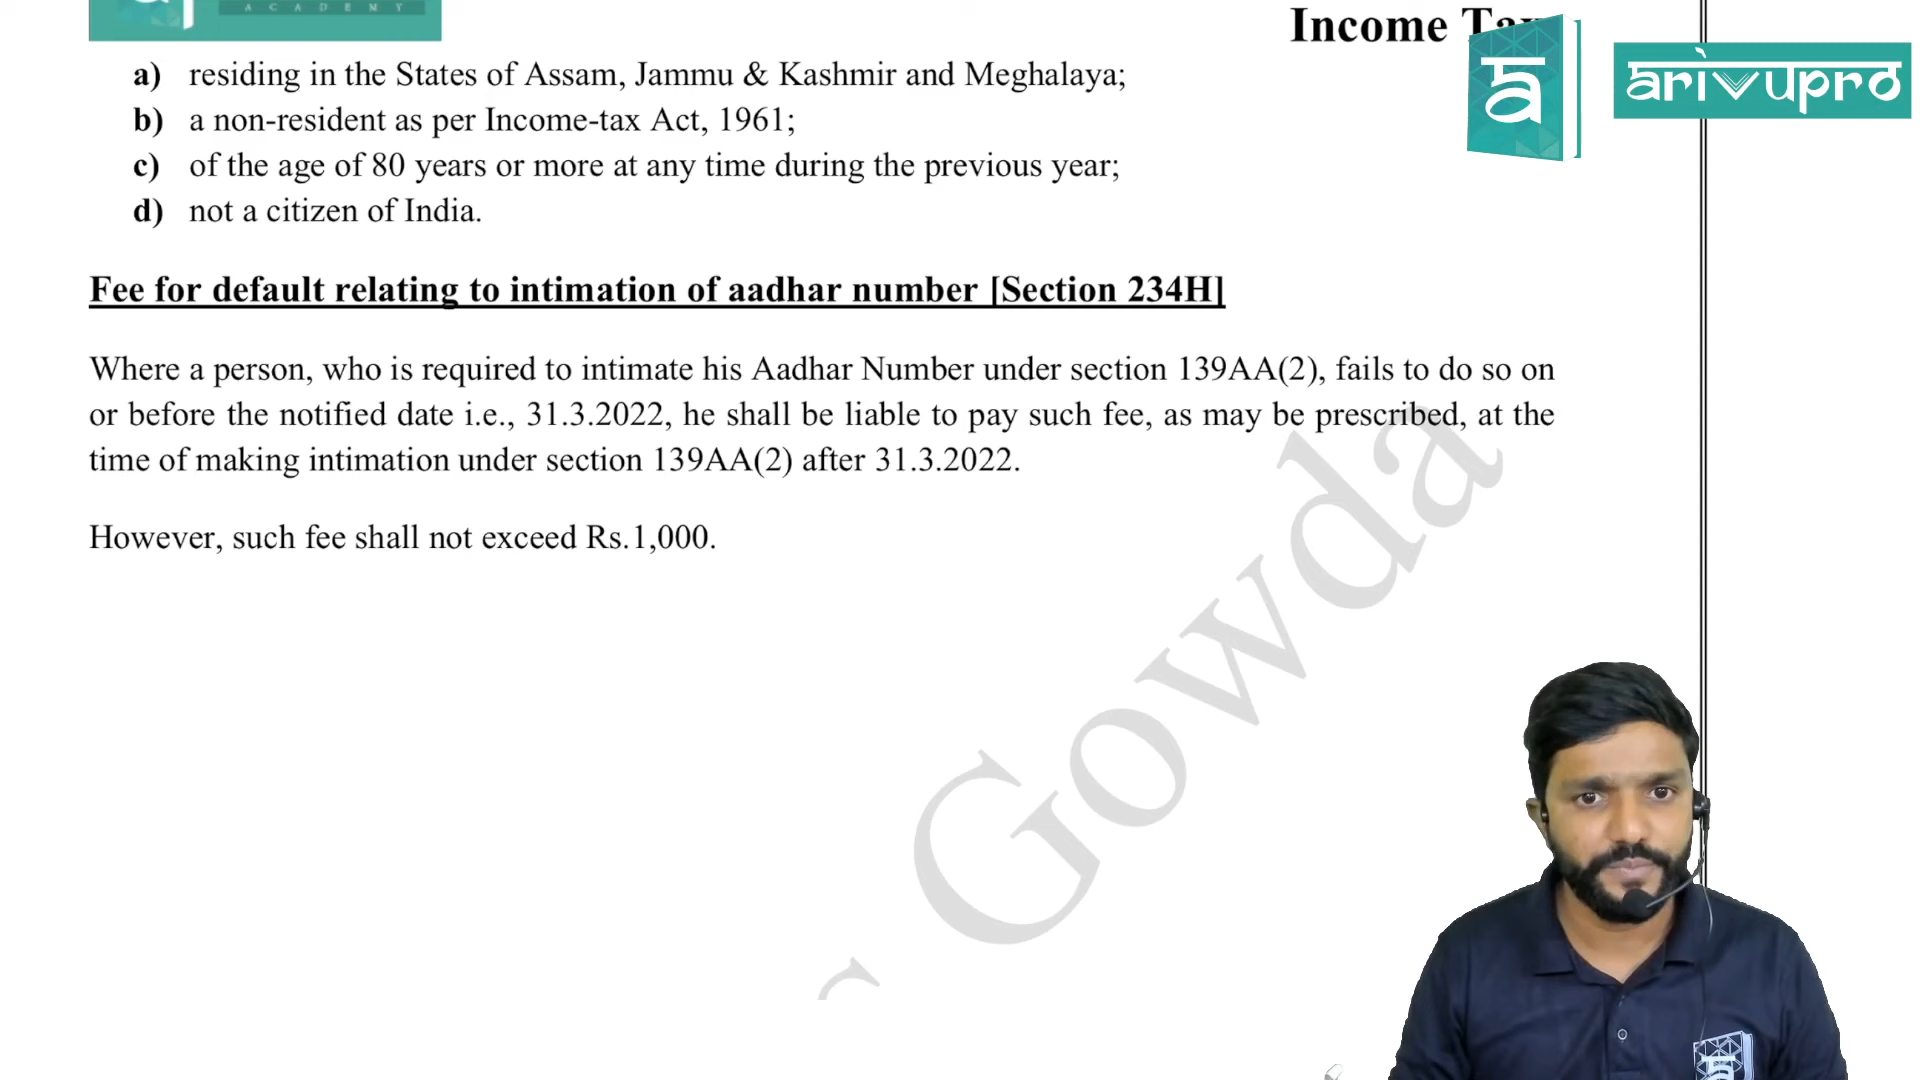 ACADEMY
Income Tax
arivupro
a) residing in the States of Assam, Jammu & Kashmir and Meghalaya;
b) a non-resident as per Income-tax Act, 1961;
c) of the age of 80 years or more at any time during the previous year;
d) not a citizen of India.
Fee for default relating to intimation of aadhar number [Section 234H]
Where a person, who is required to intimate his Aadhar Number under section 139AA(2), fails to do so on
or before the notified date i.e., 31.3.2022, he shall be liable to pay such fee, as may be prescribed, at the
time of making intimation under section 139AA(2) after 31.3.2022.
However, such fee shall not exceed Rs.1,000.
Gowda